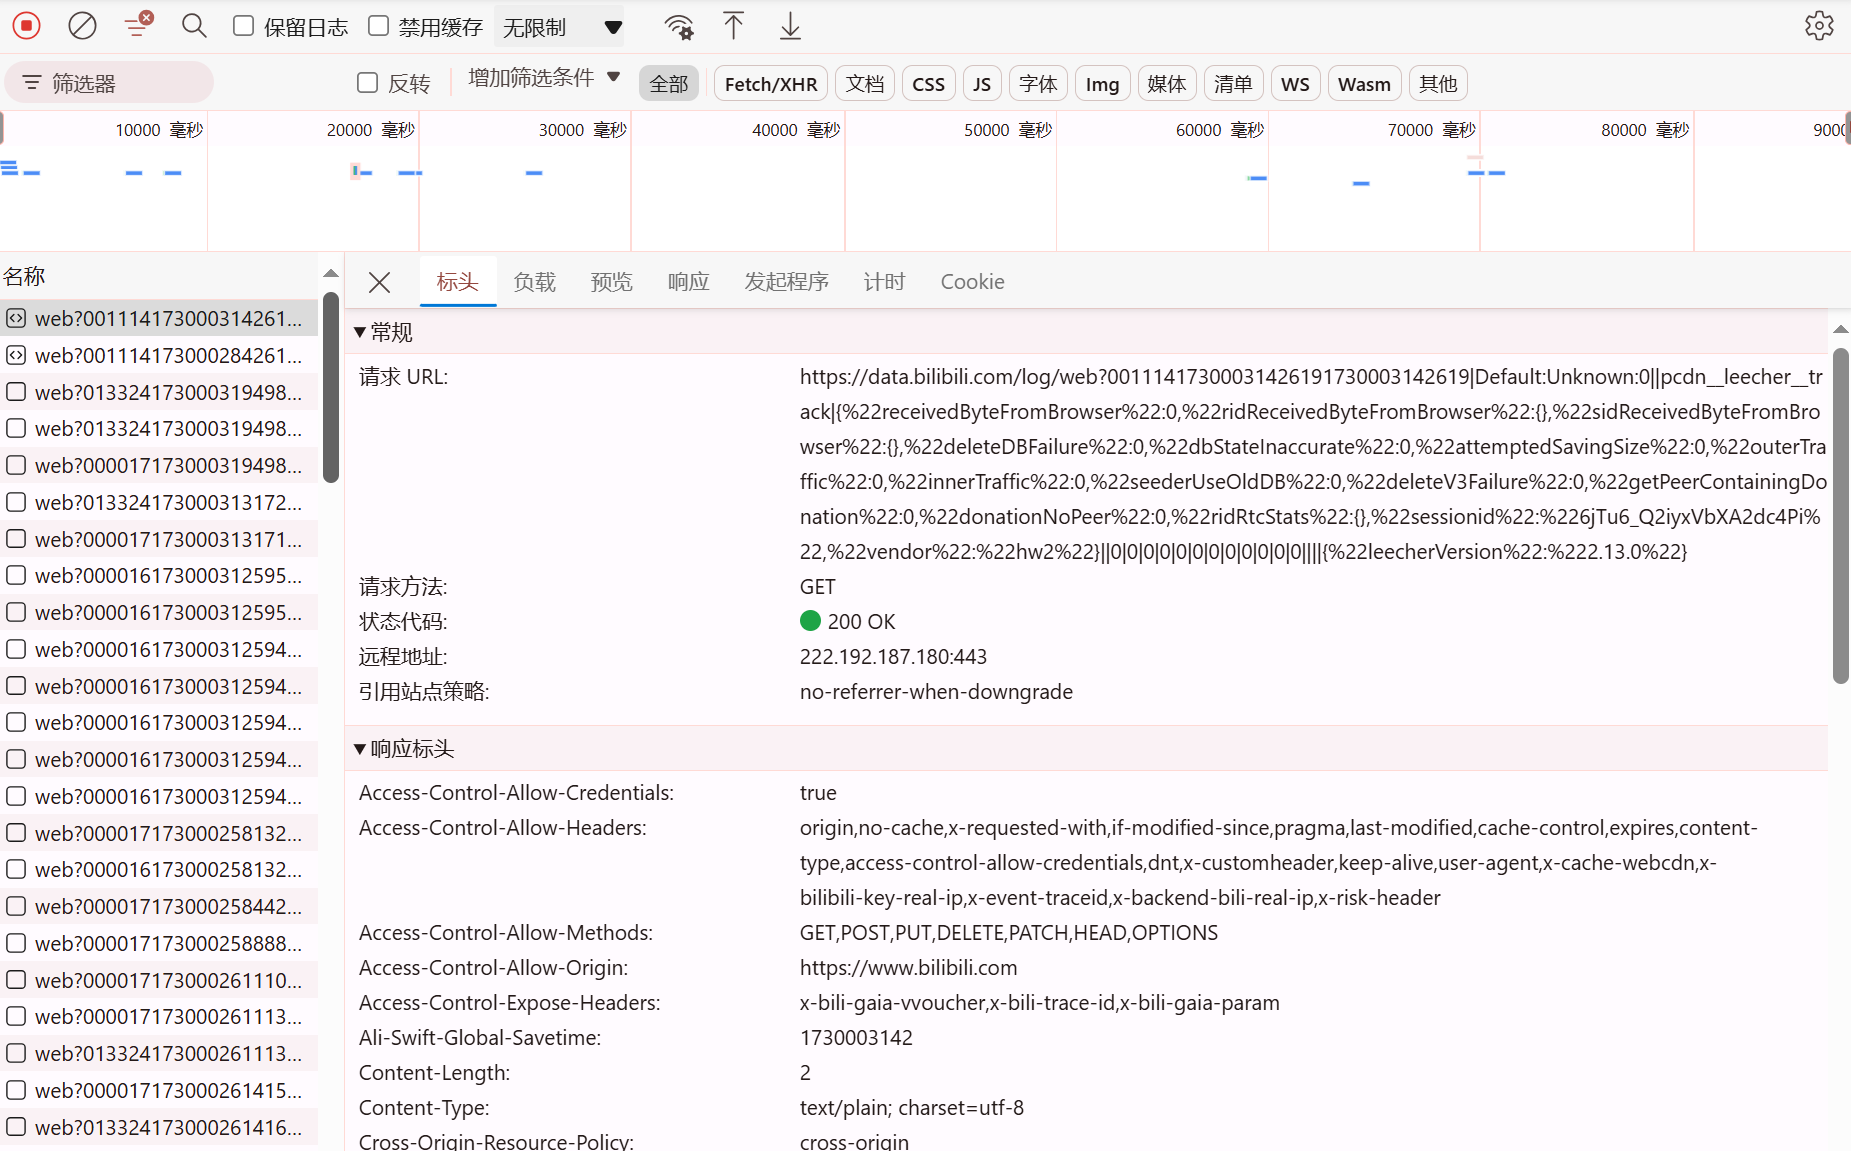 保留日志 禁用缓存 无限制
筛选器 反转 增加筛选条件 全部 Fetch/XHR 文档 CSS JS 字体 Img 媒体 清单 WS Wasm 其他
10000 毫秒 20000 毫秒 30000 毫秒 40000 毫秒 50000 毫秒 60000 毫秒 70000 毫秒 80000 毫秒 9000
名称
web?001114173000314261...
web?001114173000284261...
web?013324173000319498...
web?013324173000319498...
web?000017173000319498...
web?013324173000313172...
web?000017173000313171...
web?000016173000312595...
web?000016173000312595...
web?000016173000312594...
web?000016173000312594...
web?000016173000312594...
web?000016173000312594...
web?000016173000312594...
web?000017173000258132...
web?000016173000258132...
web?000017173000258442...
web?000017173000258888...
web?000017173000261110...
web?000017173000261113...
web?013324173000261113...
web?000017173000261415...
web?013324173000261416...
标头 负载 预览 响应 发起程序 计时 Cookie
常规
请求 URL: https://data.bilibili.com/log/web?0011141730003142619173000314​2619|Default:Unknown:0||pcdn__leecher__tr
ack|{%22receivedByteFromBrowser%22:0,%22ridReceivedByteFromBrowser%22:{},%22sidReceivedByteFromBro
wser%22:{},%22deleteDBFailure%22:0,%22dbStateInaccurate%22:0,%22attemptedSavingSize%22:0,%22outerTra
ffic%22:0,%22innerTraffic%22:0,%22seederUseOldDB%22:0,%22deleteV3Failure%22:0,%22getPeerContainingDo
nation%22:0,%22donationNoPeer%22:0,%22ridRtcStats%22:{},%22sessionid%22:%226jTu6_Q2iyxVbXA2dc4Pi%
22,%22vendor%22:%22hw2%22}||0|0|0|0|0|0|0|0|0|0|0|0||||{%22leecherVersion%22:%222.13.0%22}
请求方法: GET
状态代码: 200 OK
远程地址: 222.192.187.180:443
引用站点策略: no-referrer-when-downgrade
响应标头
Access-Control-Allow-Credentials: true
Access-Control-Allow-Headers: origin,no-cache,x-requested-with,if-modified-since,pragma,last-modified,cache-control,expires,content-
type,access-control-allow-credentials,dnt,x-customheader,keep-alive,user-agent,x-cache-webcdn,x-
bilibili-key-real-ip,x-event-traceid,x-backend-bili-real-ip,x-risk-header
Access-Control-Allow-Methods: GET,POST,PUT,DELETE,PATCH,HEAD,OPTIONS
Access-Control-Allow-Origin: https://www.bilibili.com
Access-Control-Expose-Headers: x-bili-gaia-vvoucher,x-bili-trace-id,x-bili-gaia-param
Ali-Swift-Global-Savetime: 1730003142
Content-Length: 2
Content-Type: text/plain; charset=utf-8
Cross-Origin-Resource-Policy: cross-origin